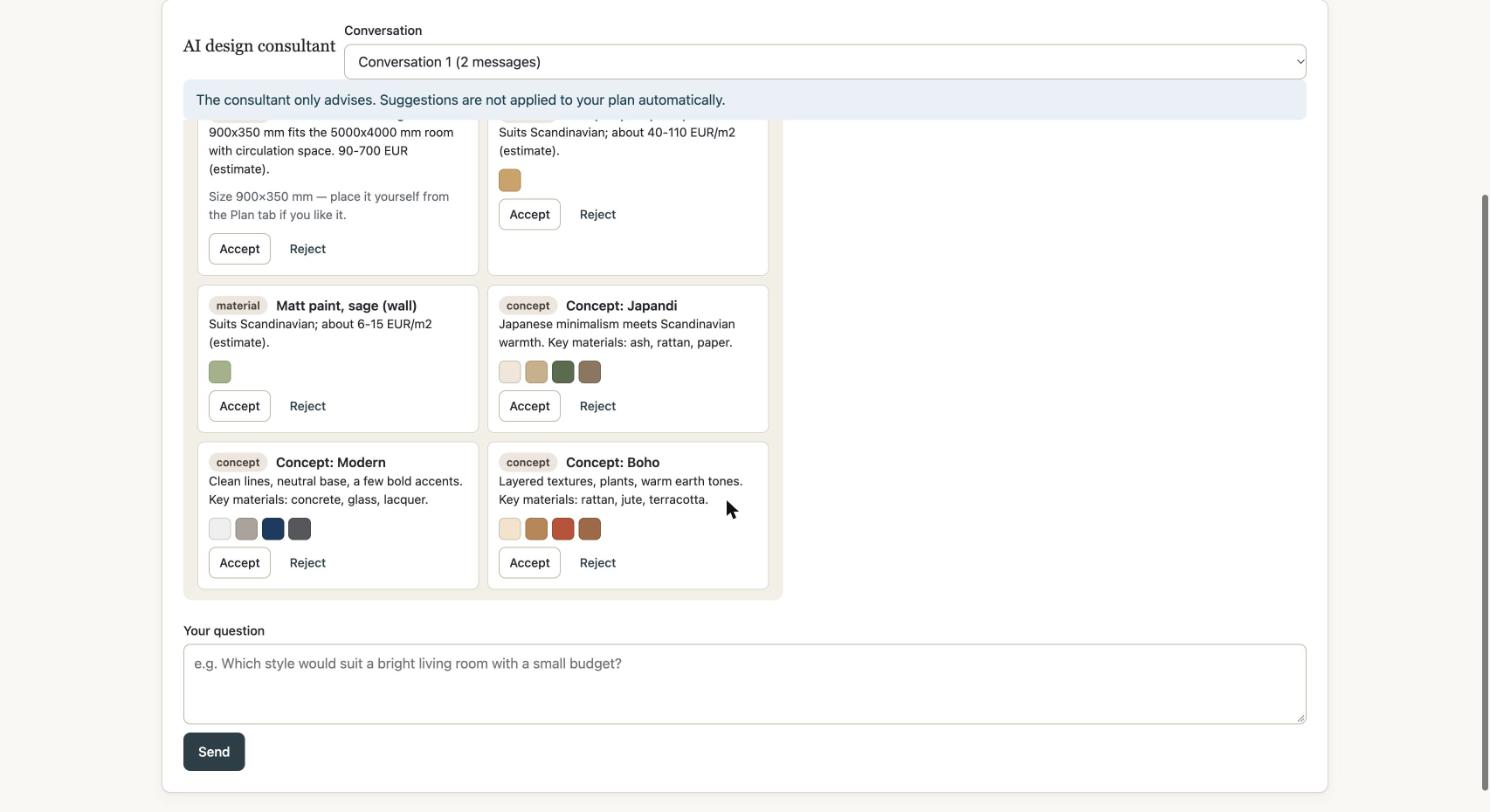 AI design consultant
Conversation
Conversation 1 (2 messages)
The consultant only advises. Suggestions are not applied to your plan automatically.
900x350 mm fits the 5000x4000 mm room
with circulation space. 90-700 EUR
(estimate).
Size 900×350 mm — place it yourself from
the Plan tab if you like it.
Accept
Reject
Suits Scandinavian; about 40-110 EUR/m2
(estimate).
Accept
Reject
material
Matt paint, sage (wall)
Suits Scandinavian; about 6-15 EUR/m2
(estimate).
Accept
Reject
concept
Concept: Japandi
Japanese minimalism meets Scandinavian
warmth. Key materials: ash, rattan, paper.
Accept
Reject
concept
Concept: Modern
Clean lines, neutral base, a few bold accents.
Key materials: concrete, glass, lacquer.
Accept
Reject
concept
Concept: Boho
Layered textures, plants, warm earth tones.
Key materials: rattan, jute, terracotta.
Accept
Reject
Your question
e.g. Which style would suit a bright living room with a small budget?
Send